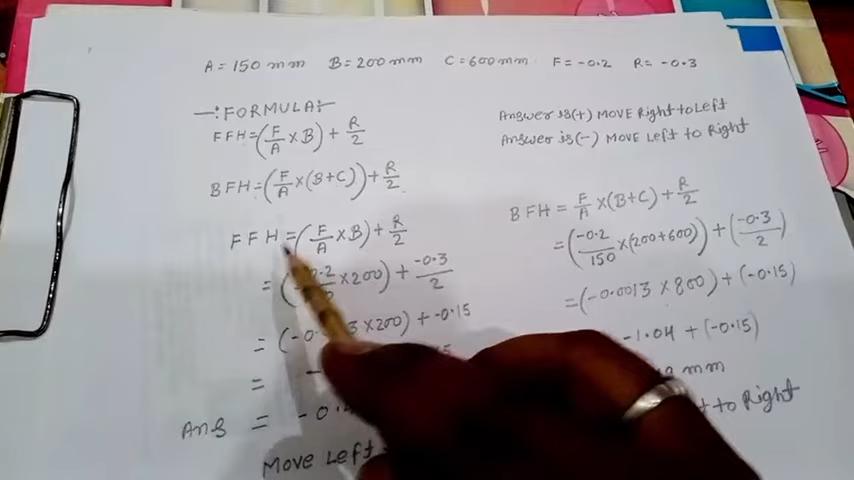 A = 150 mm B = 200 mm C = 600 mm F = -0.2 R = -0.3
-: FORMULA :-
FFH = (F/A × B) + R/2
BFH = (F/A × (B+C)) + R/2
FFH = (F/A × B) + R/2
= ( 0.2 × 200) + -0.3/2
= (-0. 3 × 200) + -0.15
= -
Ans = -0.
Move Left
Answer is (+) MOVE Right to Left
Answer is (-) MOVE Left to Right
BFH = F/A × (B+C) + R/2
= (-0.2/150 × (200+600)) + (-0.3/2)
= (-0.0013 × 800) + (-0.15)
-1.04 + (-0.15)
mm
to Right